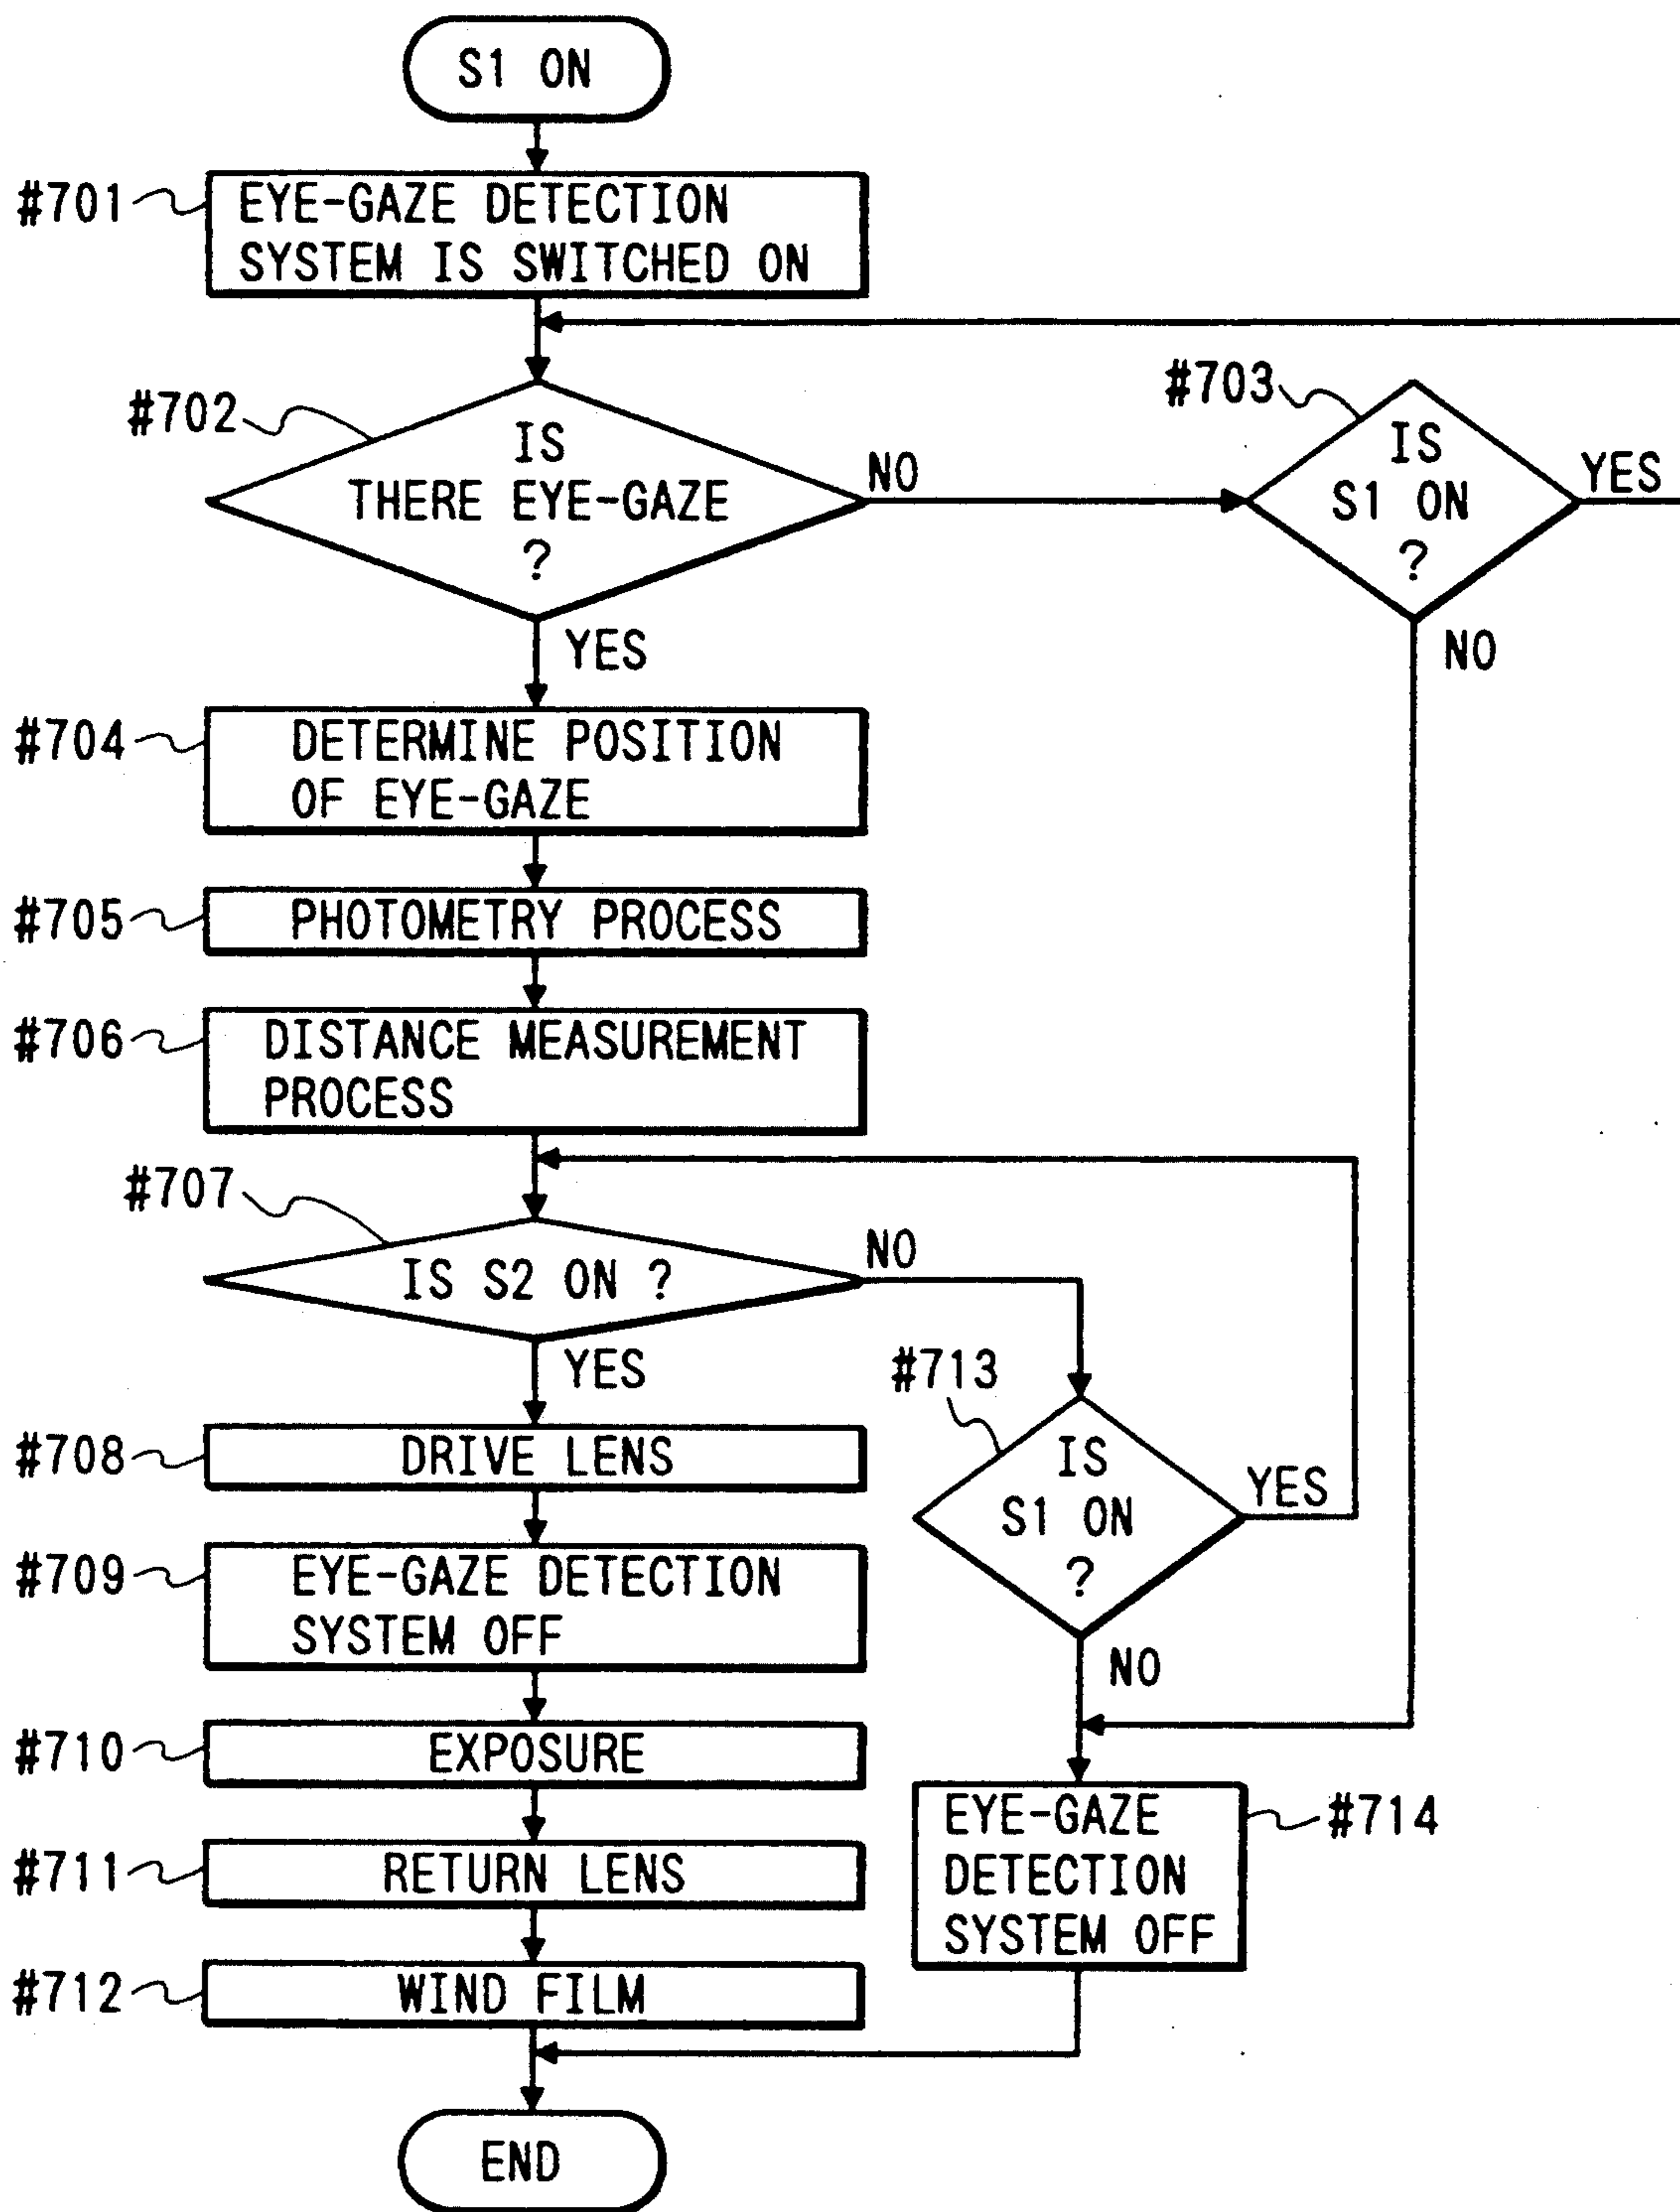 S1 ON
#701
EYE-GAZE DETECTION
SYSTEM IS SWITCHED ON
#702
IS
THERE EYE-GAZE
?
NO
#703
IS
S1 ON
?
YES
NO
YES
#704
DETERMINE POSITION
OF EYE-GAZE
#705
PHOTOMETRY PROCESS
#706
DISTANCE MEASUREMENT
PROCESS
#707
IS S2 ON ?
NO
YES
#713
IS
S1 ON
?
YES
NO
#708
DRIVE LENS
#709
EYE-GAZE DETECTION
SYSTEM OFF
#710
EXPOSURE
#714
EYE-GAZE
DETECTION
SYSTEM OFF
#711
RETURN LENS
#712
WIND FILM
END